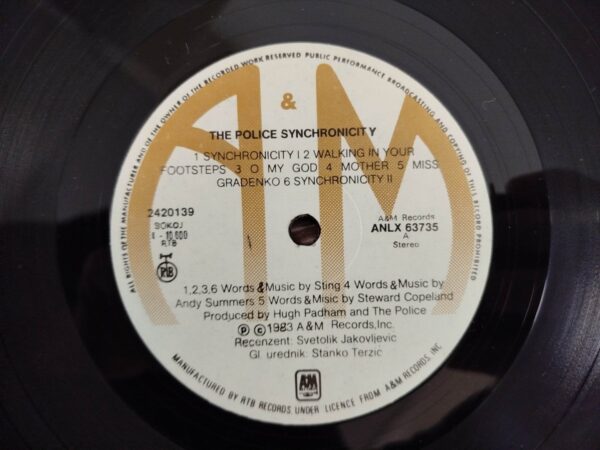 ALL RIGHTS OF THE MANUFACTURER AND OF THE OWNER OF THE RECORDED WORK RESERVED PUBLIC PERFORMANCE BROADCASTING AND COPYING OF THIS RECORD PROHIBITED
A&M
THE POLICE SYNCHRONICITY
1 SYNCHRONICITY I 2 WALKING IN YOUR
FOOTSTEPS 3 O MY GOD 4 MOTHER 5 MISS
GRADENKO 6 SYNCHRONICITY II
2420139
SOKOJ
RTB
RTB
A&M Records
ANLX 63735
A
Stereo
1,2,3,6 Words & Music by Sting 4 Words & Music by
Andy Summers 5 Words & Misic by Steward Copeland
Produced by Hugh Padham and The Police
Ⓟ © 1983 A&M Records,Inc.
Recenzent: Svetolik Jakovljevic
Gl. urednik: Stanko Terzic
A&M
MANUFACTURED BY RTB RECORDS UNDER LICENCE FROM A&M RECORDS, INC